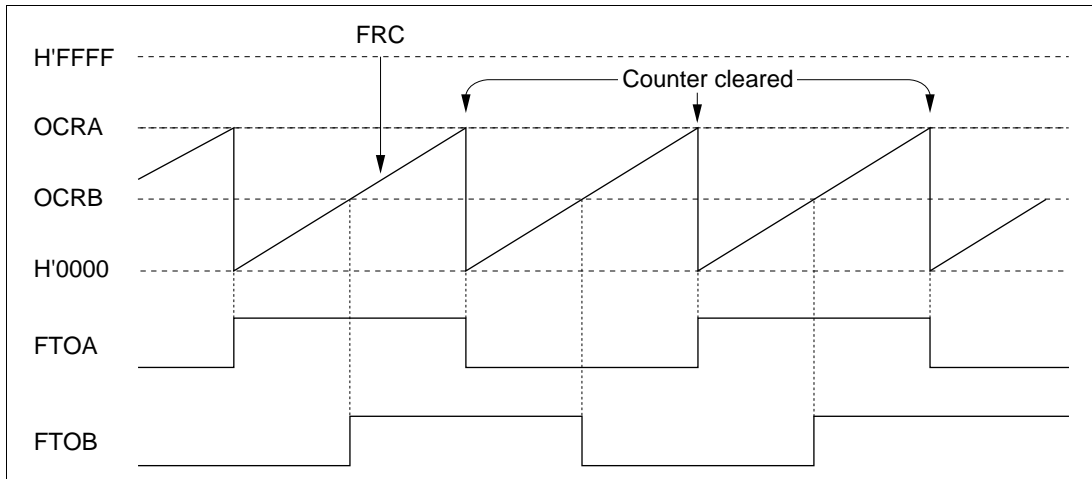 FRC
H'FFFF
Counter cleared
OCRA
OCRB
H'0000
FTOA
FTOB